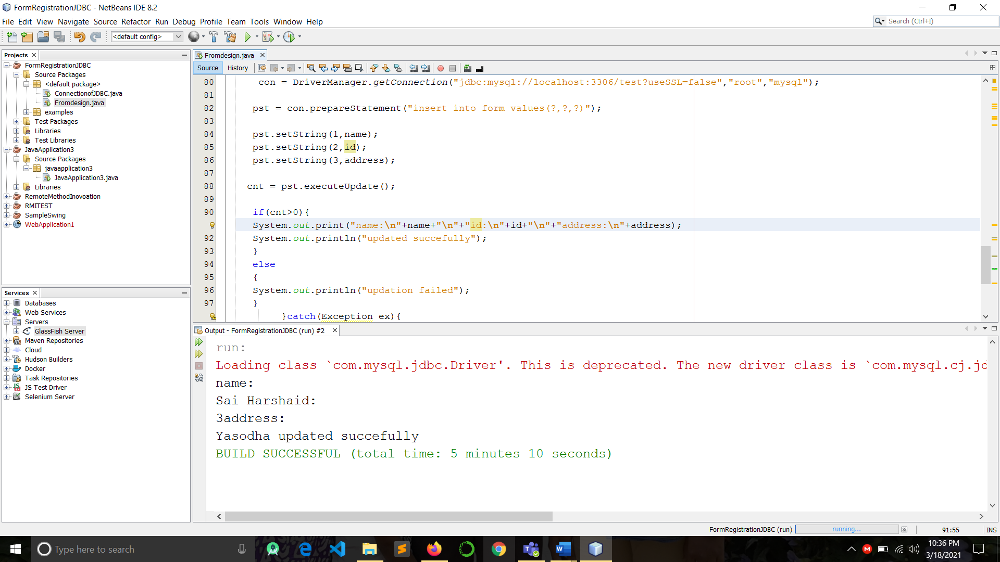 FormRegistrationJDBC - NetBeans IDE 8.2
File Edit View Navigate Source Refactor Run Debug Profile Team Tools Window Help
Search (Ctrl+I)
<default config>
Projects
FormRegistrationJDBC
Source Packages
<default package>
ConnectionofJDBC.java
Fromdesign.java
examples
Test Packages
Libraries
Test Libraries
JavaApplication3
Source Packages
javaapplication3
JavaApplication3.java
Libraries
RemoteMethodInovoation
RMITEST
SampleSwing
WebApplication1
Services
Databases
Web Services
Servers
GlassFish Server
Maven Repositories
Cloud
Hudson Builders
Docker
Task Repositories
JS Test Driver
Selenium Server
Fromdesign.java
Source History
80 con = DriverManager.getConnection("jdbc:mysql://localhost:3306/test?useSSL=false","root","mysql");
81
82 pst = con.prepareStatement("insert into form values(?,?,?)");
83
84 pst.setString(1,name);
85 pst.setString(2,id);
86 pst.setString(3,address);
87
88 cnt = pst.executeUpdate();
89
90 if(cnt>0){
System.out.print("name:\n"+name+"\n"+"id:\n"+id+"\n"+"address:\n"+address);
92 System.out.println("updated succefully");
93 }
94 else
95 {
96 System.out.println("updation failed");
97 }
}catch(Exception ex){
Output - FormRegistrationJDBC (run) #2
run:
Loading class `com.mysql.jdbc.Driver'. This is deprecated. The new driver class is `com.mysql.cj.jd
name:
Sai Harshaid:
3address:
Yasodha updated succefully
BUILD SUCCESSFUL (total time: 5 minutes 10 seconds)
FormRegistrationJDBC (run) running... 91:55 INS
Type here to search
10:36 PM
3/18/2021